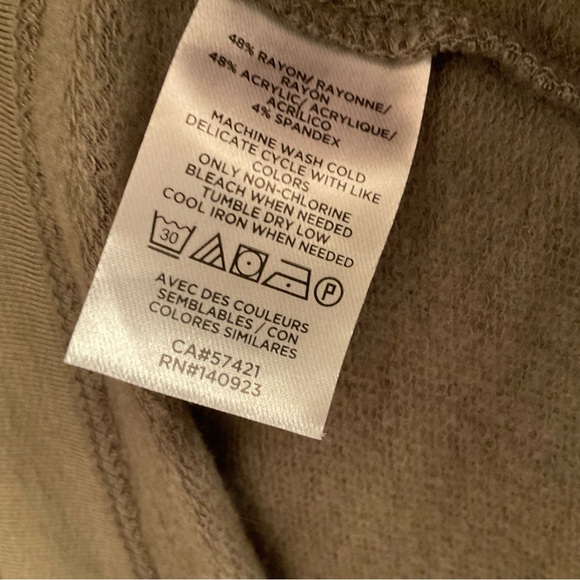 48% RAYON/ RAYONNE/
RAYON
48% ACRYLIC/ ACRYLIQUE/
ACRÍLICO
4% SPANDEX
MACHINE WASH COLD
DELICATE CYCLE WITH LIKE
COLORS
ONLY NON-CHLORINE
BLEACH WHEN NEEDED
TUMBLE DRY LOW
COOL IRON WHEN NEEDED
30 P
AVEC DES COULEURS
SEMBLABLES / CON
COLORES SIMILARES
CA#57421
RN#140923